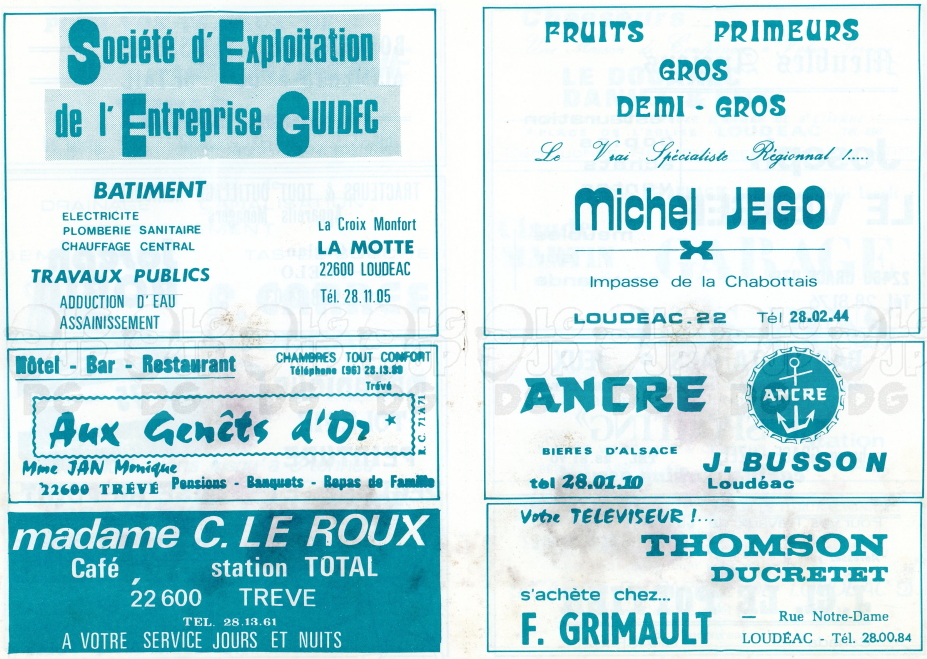 Société d'Exploitation
de l'Entreprise GUIDEC
BATIMENT
ELECTRICITE
PLOMBERIE SANITAIRE
CHAUFFAGE CENTRAL
TRAVAUX PUBLICS
ADDUCTION D'EAU
ASSAINISSEMENT
La Croix Monfort
LA MOTTE
22600 LOUDEAC
Tél. 28.11.05
Hôtel - Bar - Restaurant
CHAMBRES TOUT CONFORT
Téléphone (96) 28.13.89
Trévé
Aux Genêts d'Or
R.C. 71 A 71
Mme JAN Monique
22600 TRÉVÉ
Pensions - Banquets - Repas de Famille
madame C. LE ROUX
Café, station TOTAL
22600 TREVE
TEL. 28.13.61
A VOTRE SERVICE JOURS ET NUITS
FRUITS PRIMEURS
GROS
DEMI - GROS
Le Vrai Spécialiste Régionnal !.....
Michel JEGO
Impasse de la Chabottais
LOUDEAC.22 Tél 28.02.44
ANCRE
ANCRE
BIERES D'ALSACE
tél 28.01.10
J. BUSSON
Loudéac
Votre TELEVISEUR !...
THOMSON
DUCRETET
s'achète chez...
F. GRIMAULT
— Rue Notre-Dame
LOUDÉAC - Tél. 28.00.84